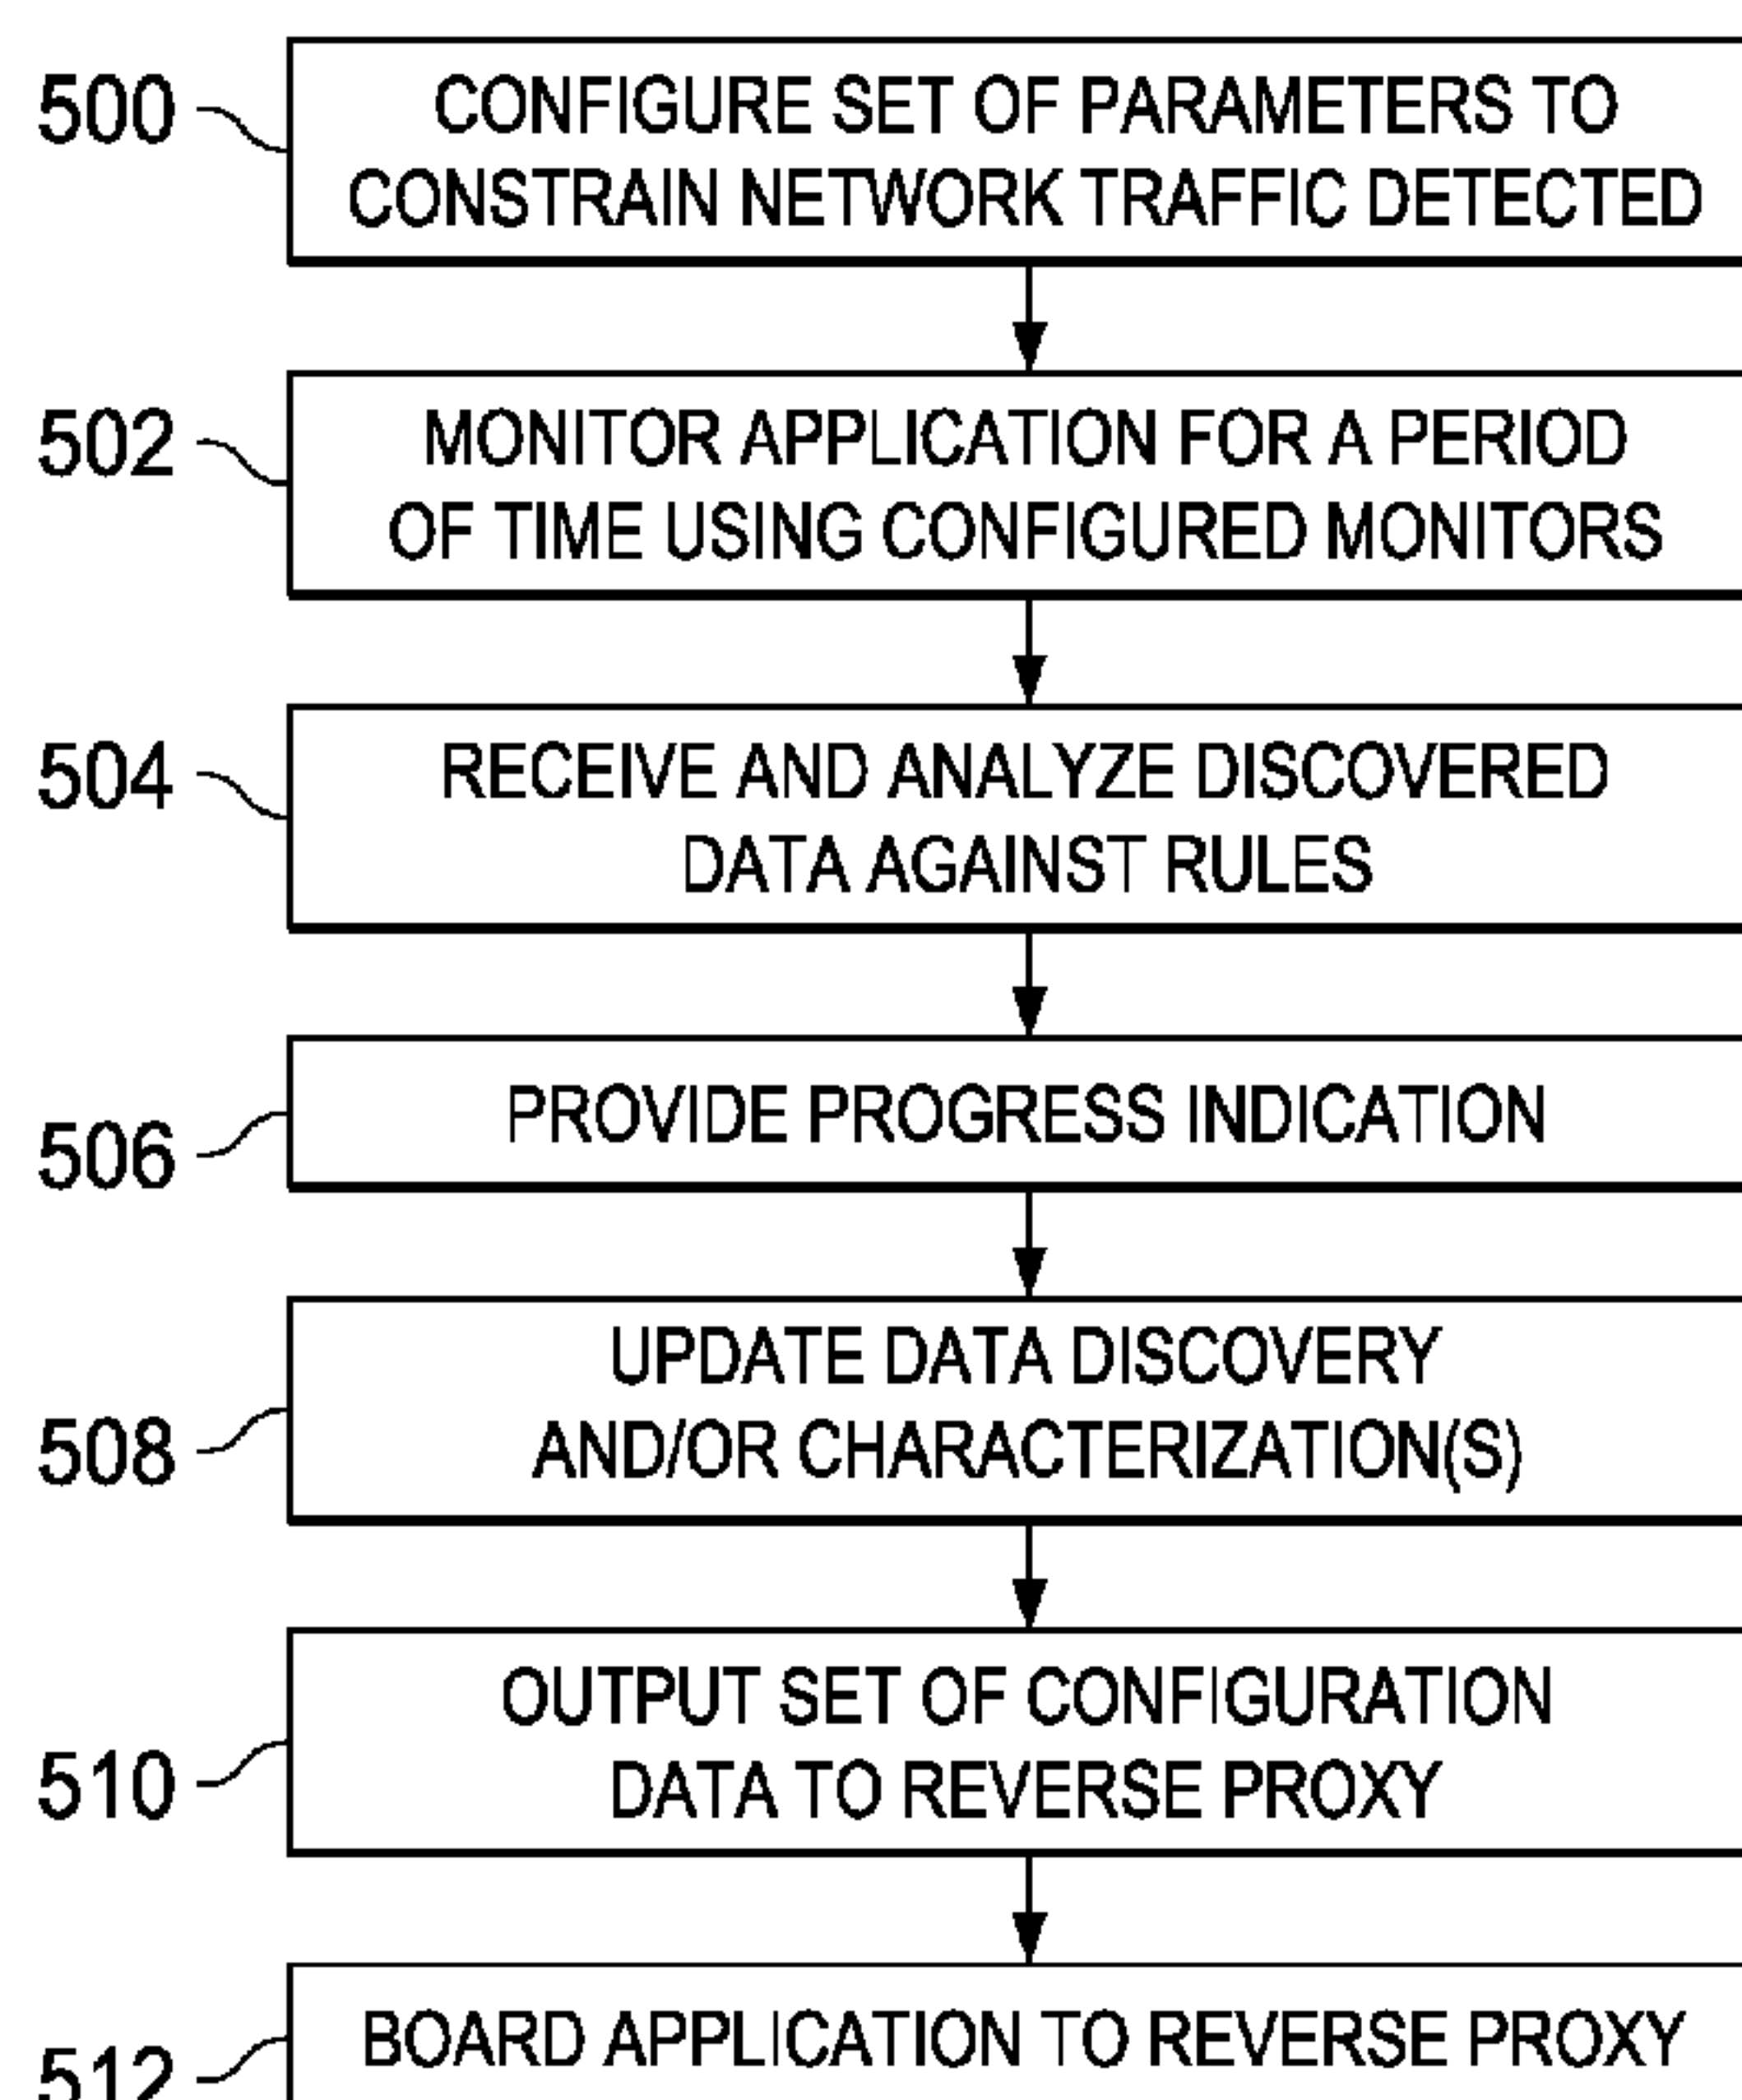 500
CONFIGURE SET OF PARAMETERS TO
CONSTRAIN NETWORK TRAFFIC DETECTED
502
MONITOR APPLICATION FOR A PERIOD
OF TIME USING CONFIGURED MONITORS
504
RECEIVE AND ANALYZE DISCOVERED
DATA AGAINST RULES
506
PROVIDE PROGRESS INDICATION
508
UPDATE DATA DISCOVERY
AND/OR CHARACTERIZATION(S)
510
OUTPUT SET OF CONFIGURATION
DATA TO REVERSE PROXY
512
BOARD APPLICATION TO REVERSE PROXY